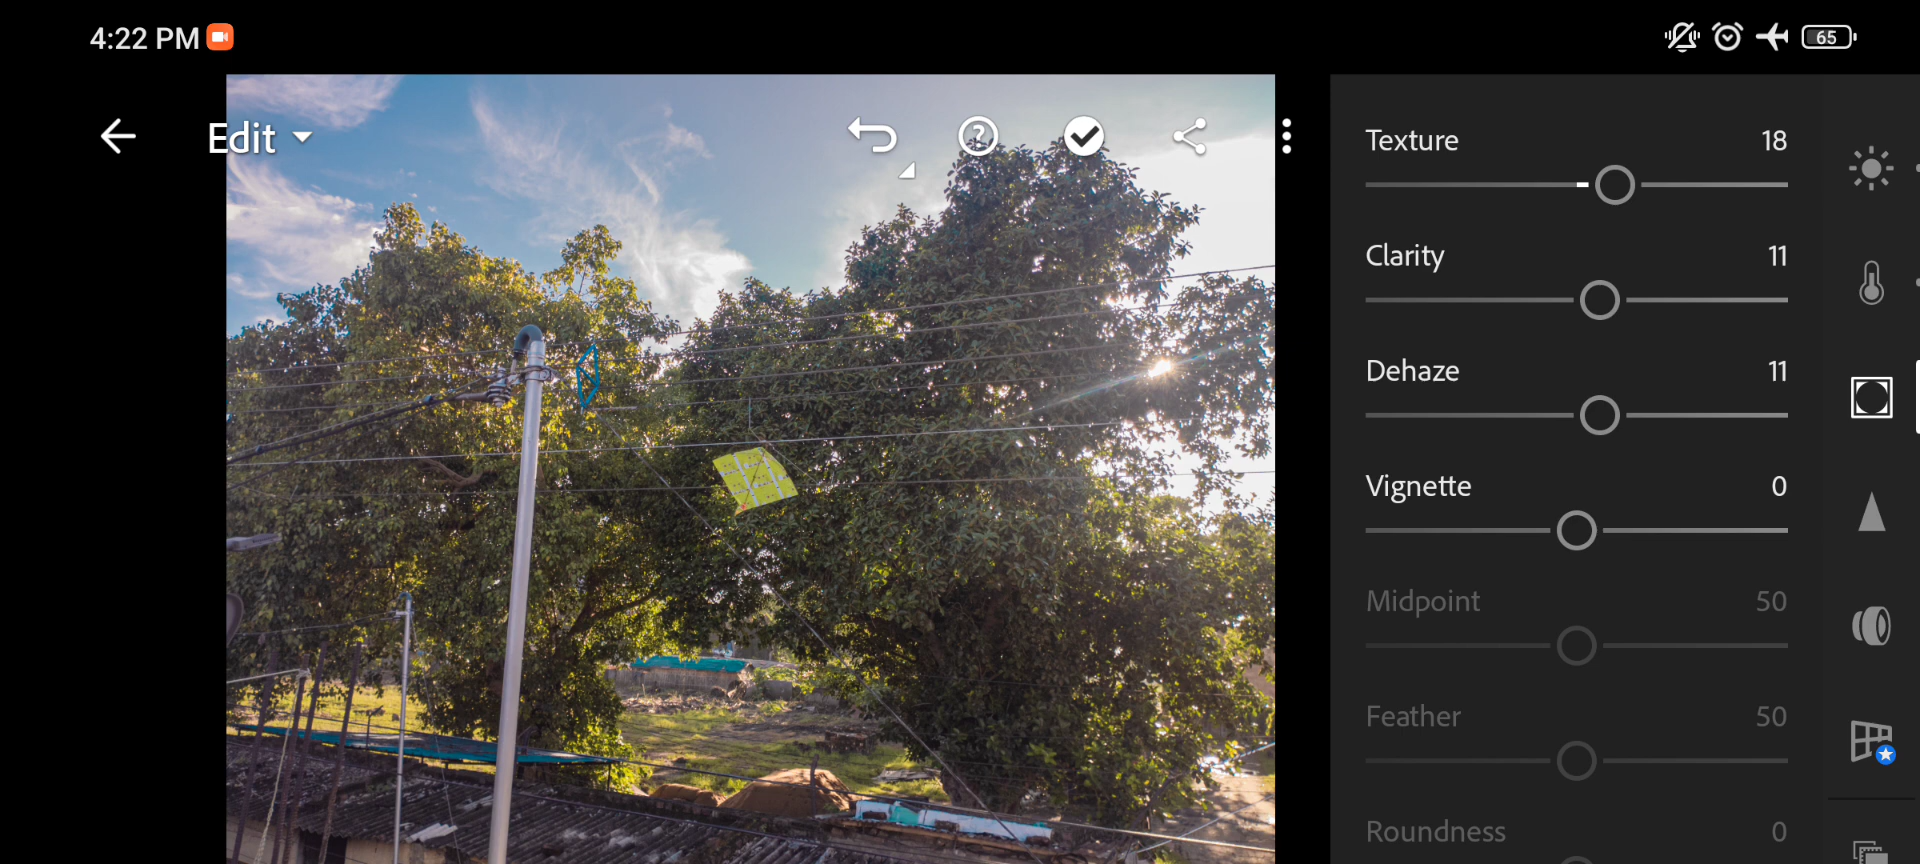 4:22 PM
65
Edit
Texture 18
Clarity 11
Dehaze 11
Vignette 0
Midpoint 50
Feather 50
Roundness 0